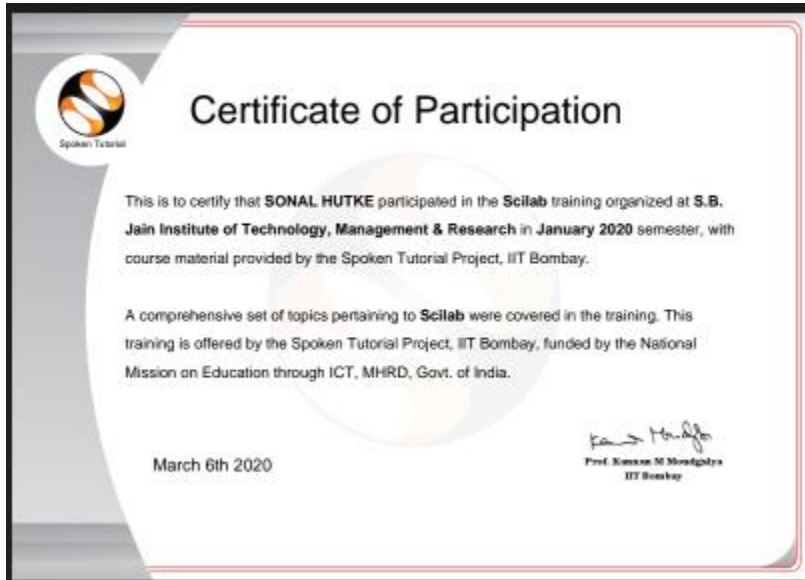 Spoken Tutorial
Certificate of Participation
This is to certify that SONAL HUTKE participated in the Scilab training organized at S.B.
Jain Institute of Technology, Management & Research in January 2020 semester, with
course material provided by the Spoken Tutorial Project, IIT Bombay.
A comprehensive set of topics pertaining to Scilab were covered in the training. This
training is offered by the Spoken Tutorial Project, IIT Bombay, funded by the National
Mission on Education through ICT, MHRD, Govt. of India.
March 6th 2020
Prof. Kannan M Moudgalya
IIT Bombay